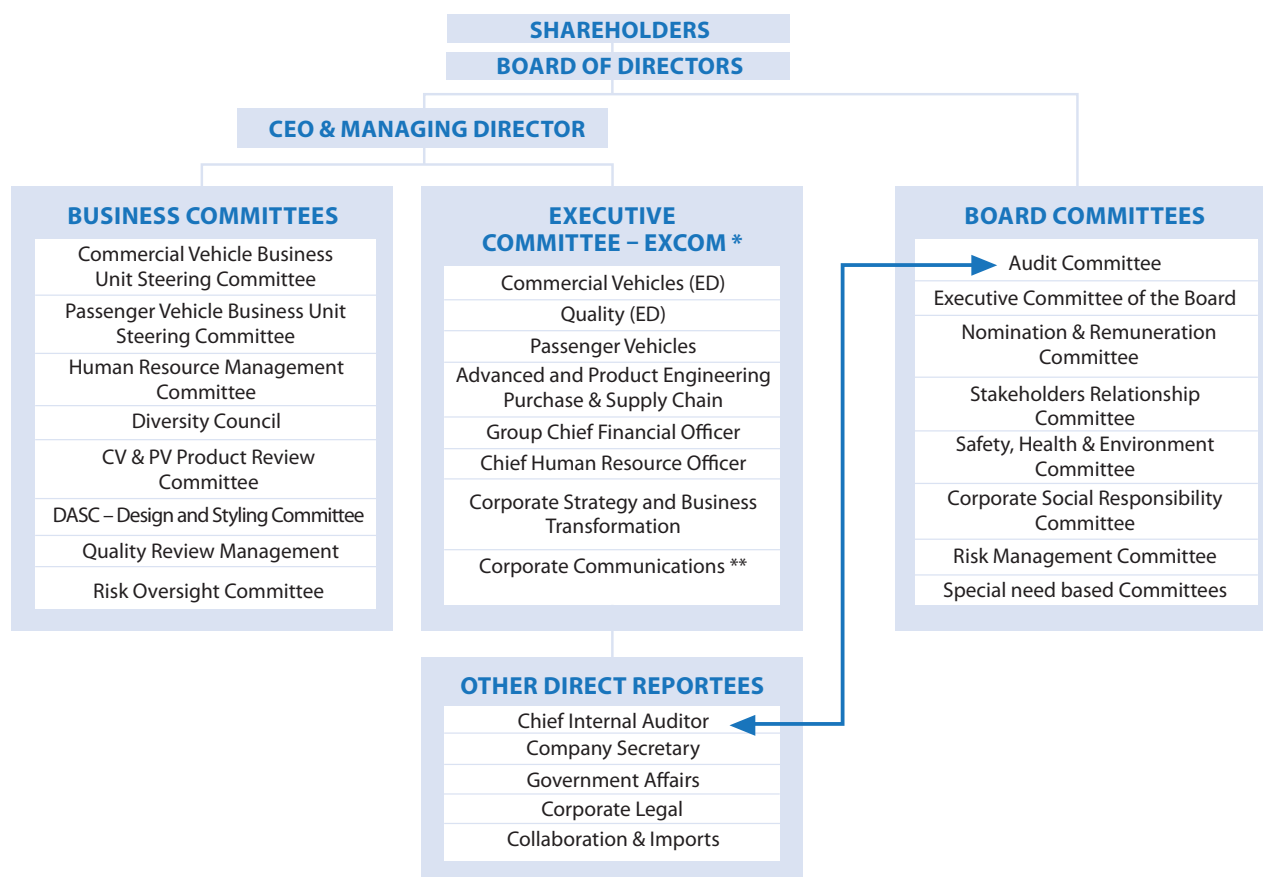 SHAREHOLDERS
BOARD OF DIRECTORS
CEO & MANAGING DIRECTOR
BUSINESS COMMITTEES
Commercial Vehicle Business
Unit Steering Committee
Passenger Vehicle Business Unit
Steering Committee
Human Resource Management
Committee
Diversity Council
CV & PV Product Review
Committee
DASC – Design and Styling Committee
Quality Review Management
Risk Oversight Committee
EXECUTIVE
COMMITTEE – EXCOM *
Commercial Vehicles (ED)
Quality (ED)
Passenger Vehicles
Advanced and Product Engineering
Purchase & Supply Chain
Group Chief Financial Officer
Chief Human Resource Officer
Corporate Strategy and Business
Transformation
Corporate Communications **
BOARD COMMITTEES
Audit Committee
Executive Committee of the Board
Nomination & Remuneration
Committee
Stakeholders Relationship
Committee
Safety, Health & Environment
Committee
Corporate Social Responsibility
Committee
Risk Management Committee
Special need based Committees
OTHER DIRECT REPORTEES
Chief Internal Auditor
Company Secretary
Government Affairs
Corporate Legal
Collaboration & Imports